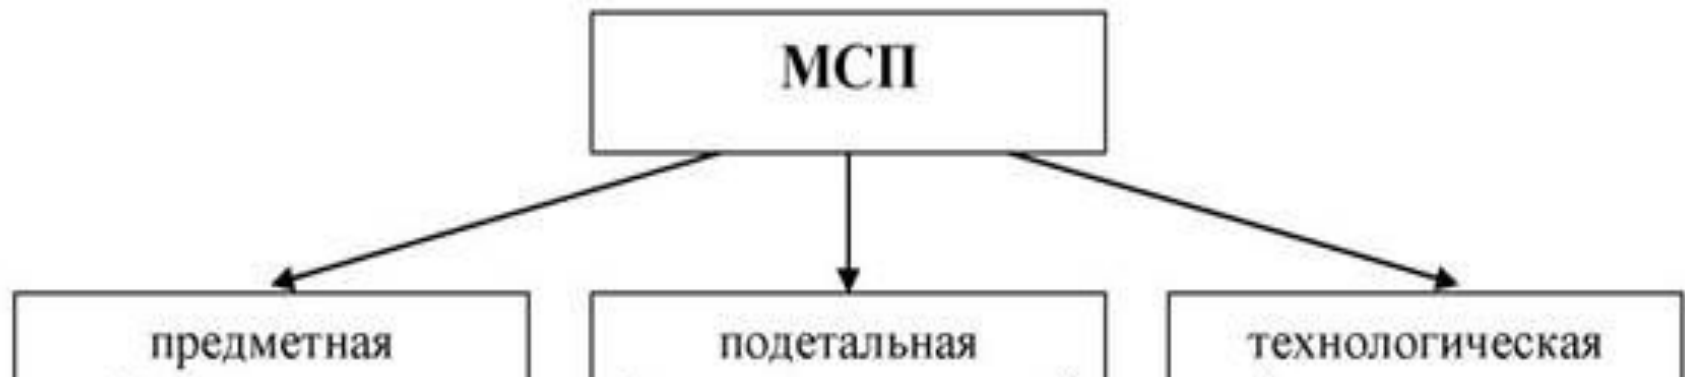 МСП
предметная
подетальная
технологическая